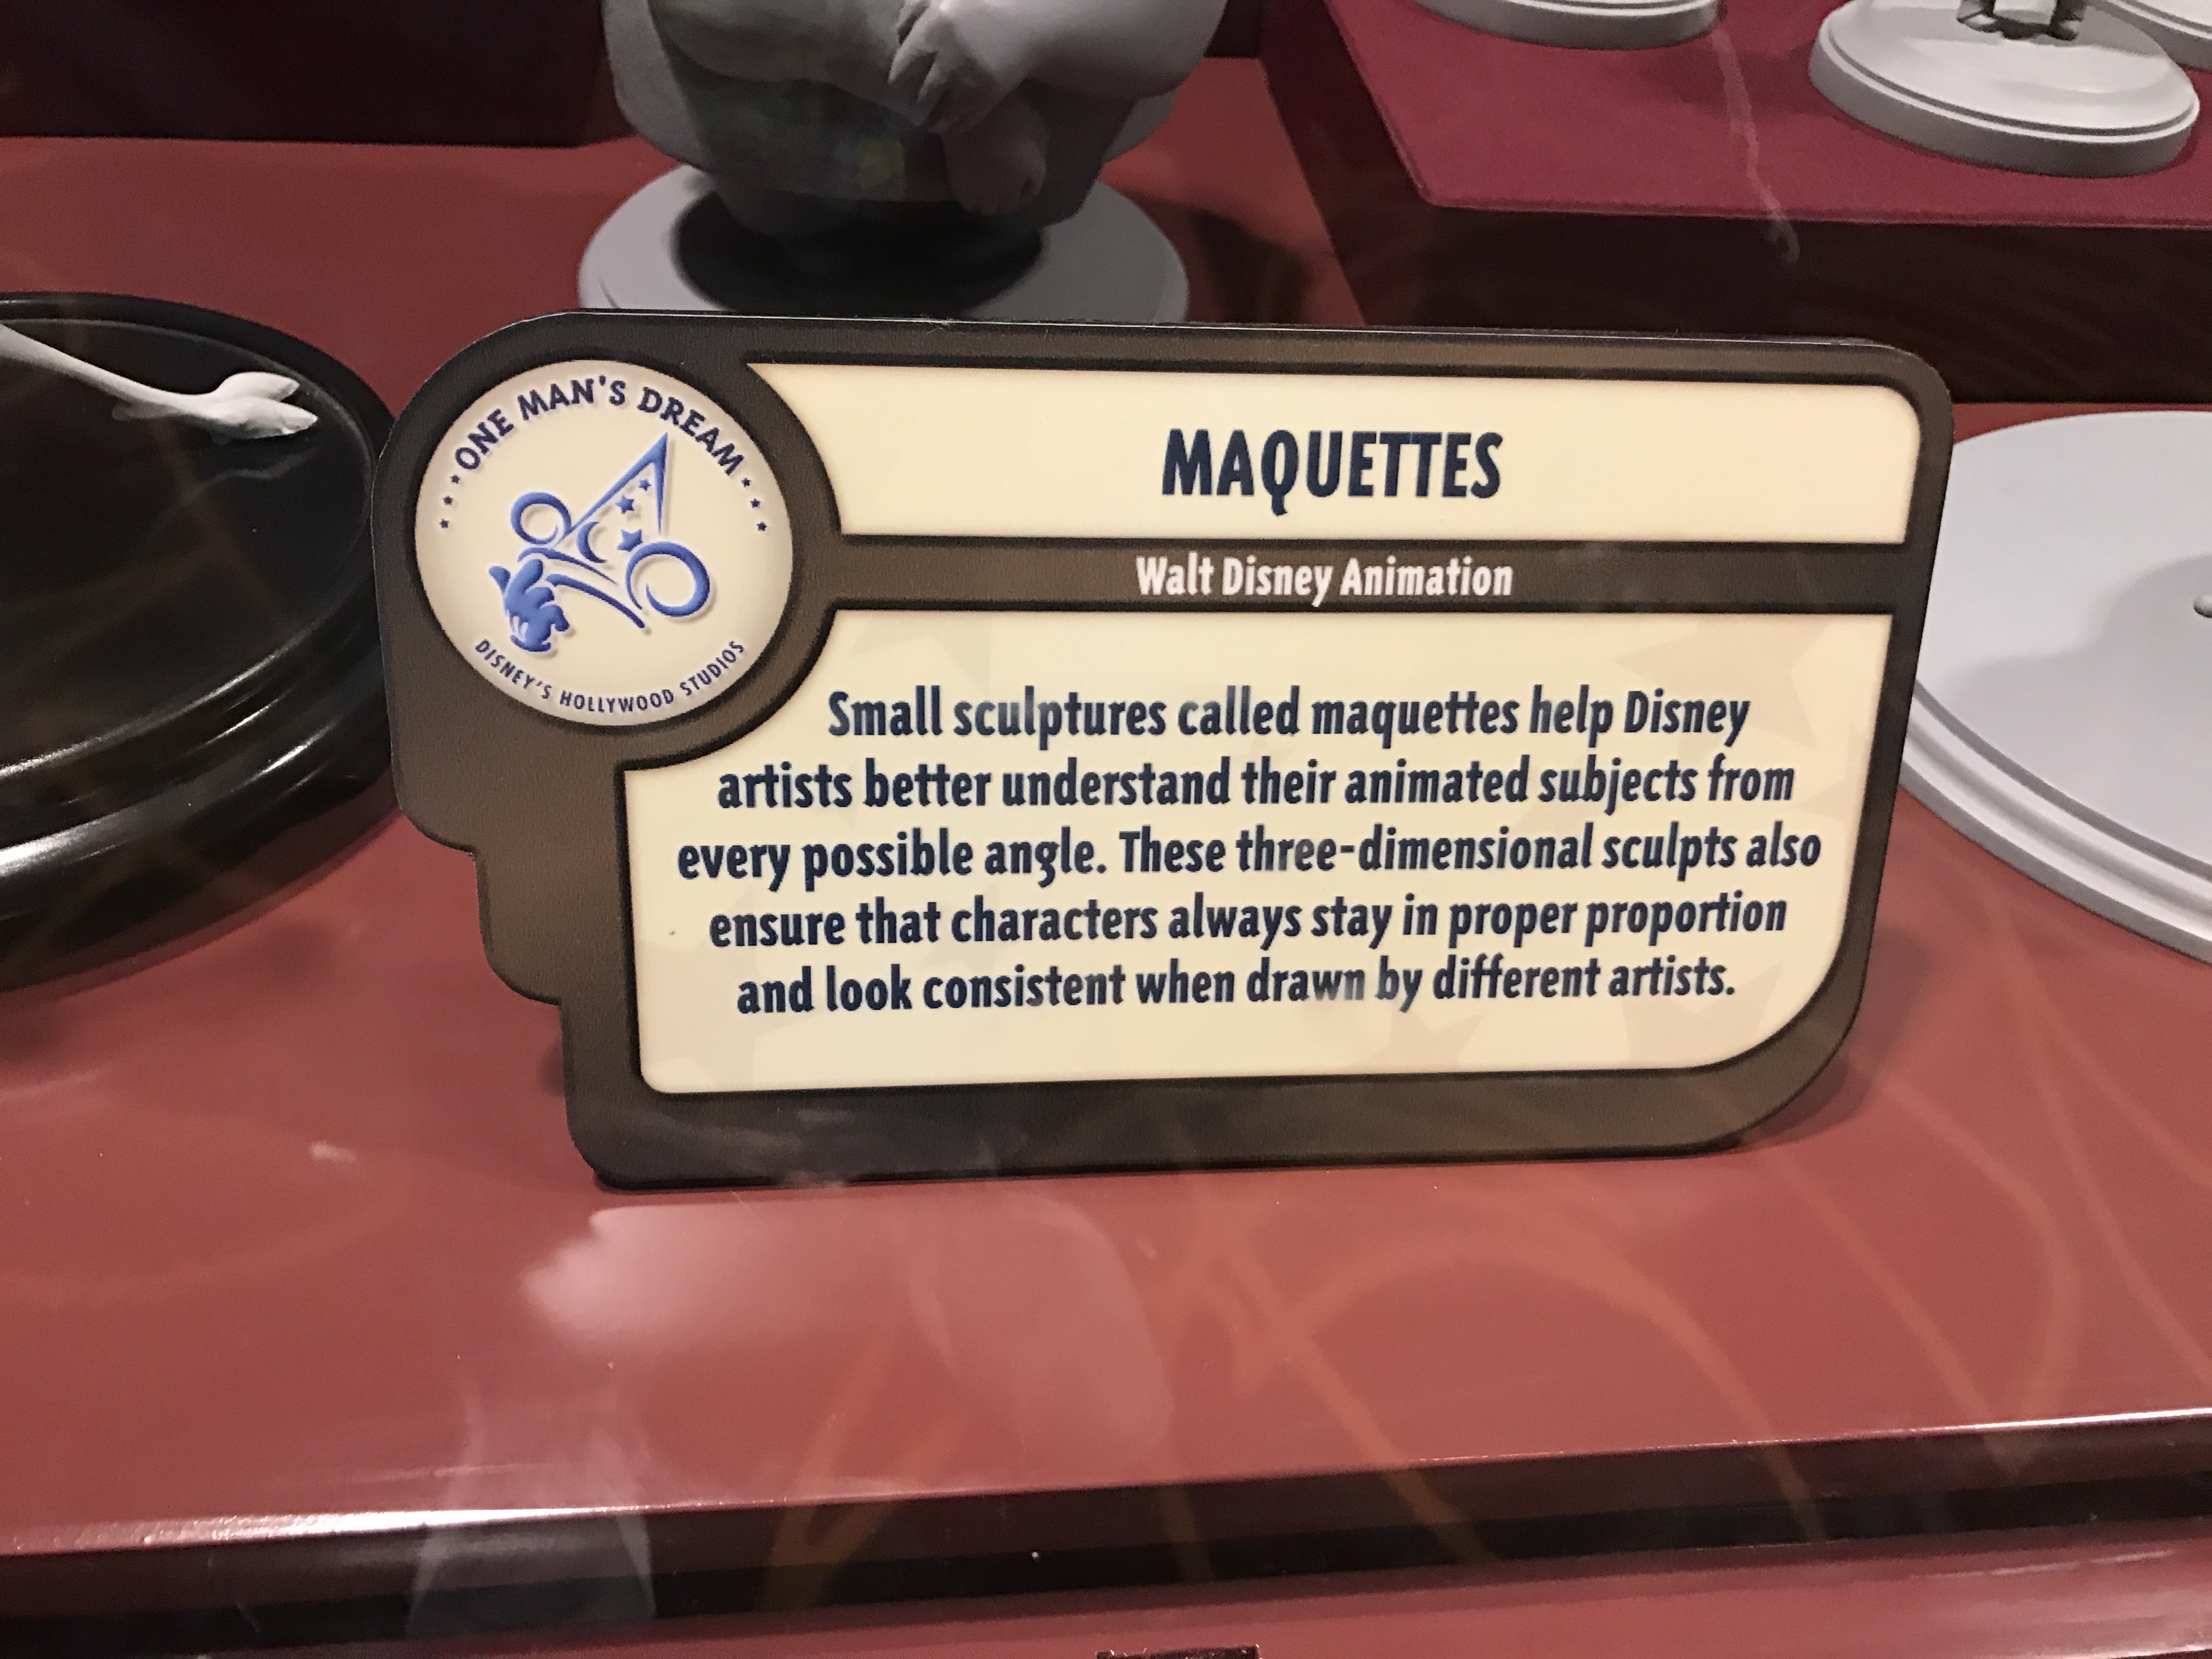 ONE MAN'S DREAM
DISNEY'S HOLLYWOOD STUDIOS
MAQUETTES
Walt Disney Animation
Small sculptures called maquettes help Disney
artists better understand their animated subjects from
every possible angle. These three-dimensional sculpts also
ensure that characters always stay in proper proportion
and look consistent when drawn by different artists.